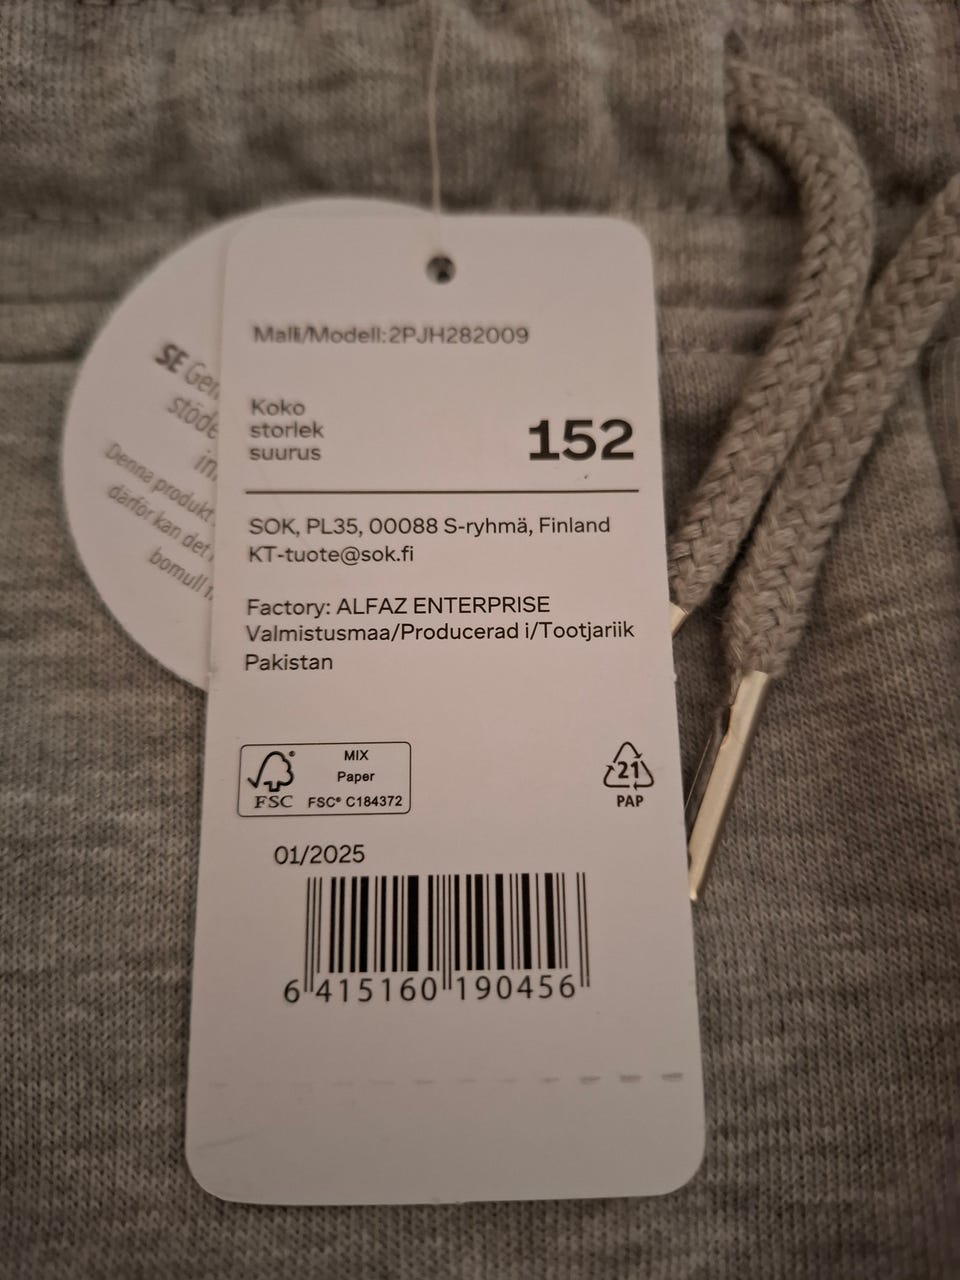 Malli/Modell:2PJH282009
Koko
storlek
suurus
152
SOK, PL35, 00088 S-ryhmä, Finland
KT-tuote@sok.fi
Factory: ALFAZ ENTERPRISE
Valmistusmaa/Producerad i/Tootjariik
Pakistan
FSC
MIX
Paper
FSC® C184372
21
PAP
01/2025
6 415160 190456
SE
stöde
Denna produkt
därför kan det
bomull